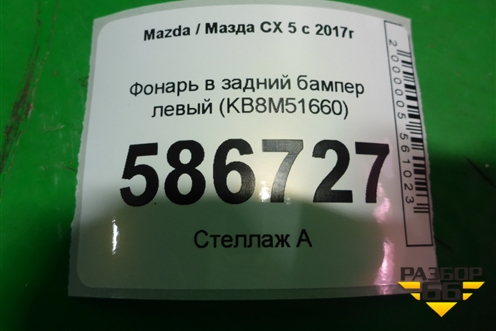 Mazda / Мазда CX 5 с 2017г
Фонарь в задний бампер
левый (KB8M51660)
586727
Стеллаж А
2000005561023
РАЗБОР
66